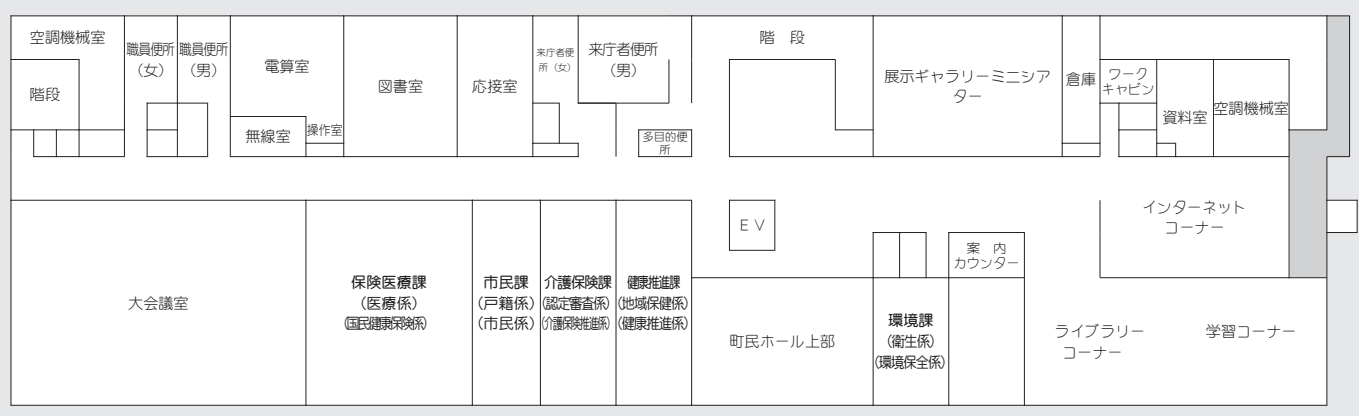 空調機械室
階段
職員便所
（女）
職員便所
（男）
電算室
無線室
操作室
図書室
応接室
来庁者便
所（女）
来庁者便所
（男）
多目的便
所
階 段
展示ギャラリーミニシア
ター
倉庫
ワーク
キャビン
資料室
空調機械室
インターネット
コーナー
ＥＶ
案 内
カウンター
大会議室
保険医療課
（医療係）
（国民健康保険係）
市民課
（戸籍係）
（市民係）
介護保険課
（認定審査係）
（介護保険推進係）
健康推進課
（地域保健係）
（健康推進係）
町民ホール上部
環境課
（衛生係）
（環境保全係）
ライブラリー
コーナー
学習コーナー